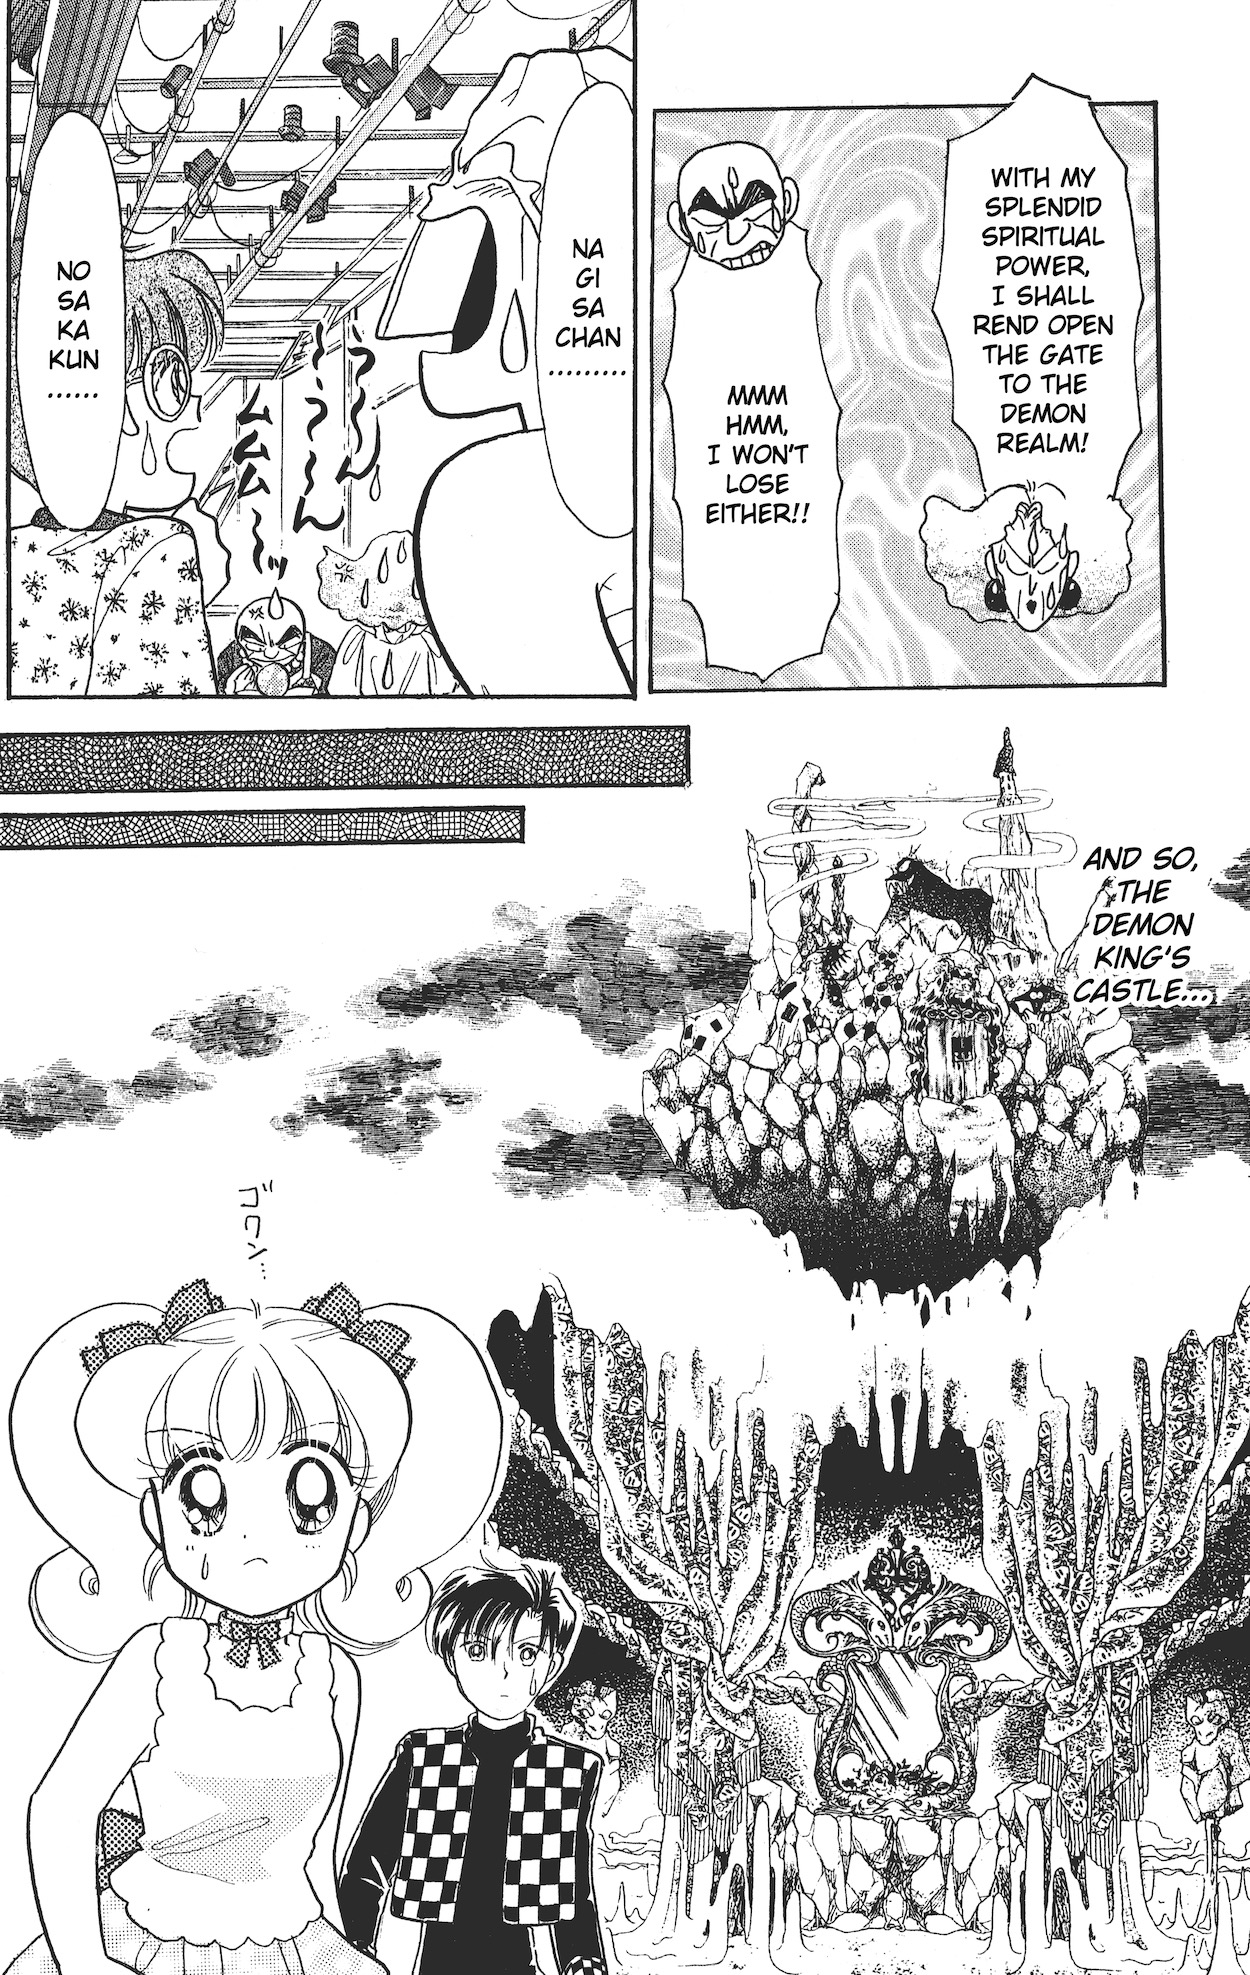 WITH MY
SPLENDID
SPIRITUAL
POWER,
I SHALL
REND OPEN
THE GATE
TO THE
DEMON
REALM!
MMM
HMM,
I WON'T
LOSE
EITHER!!
NA
GI
SA
CHAN
..........
う〜ん
〜う〜ん
ムムムム〜ッ
NO
SA
KA
KUN
......
AND SO,
THE
DEMON
KING'S
CASTLE...
ゴクン…